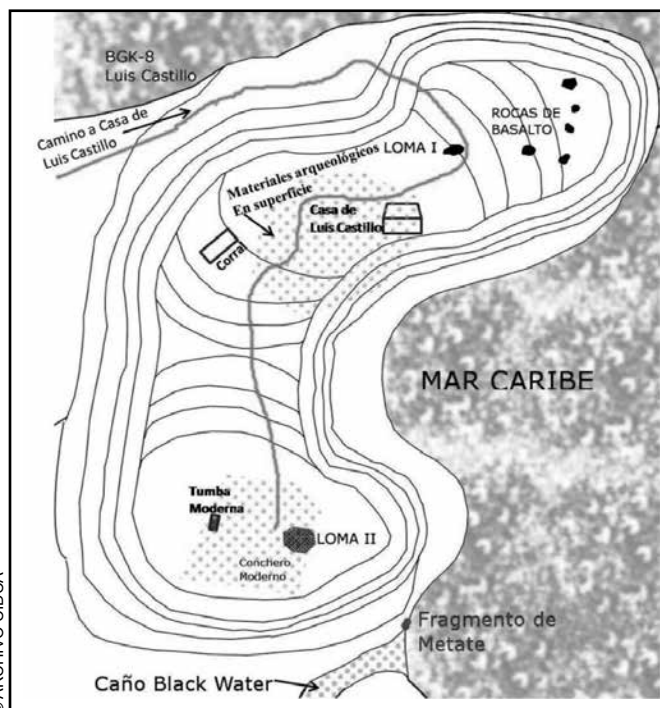 BGK-8
Luis Castillo
Camino a Casa de
Luis Castillo
Materiales arqueológicos
En superficie
LOMA I
ROCAS DE
BASALTO
Casa de
Luis Castillo
Corral
MAR CARIBE
Tumba
Moderna
LOMA II
Conchero
Moderno
Fragmento de
Metate
Caño Black Water